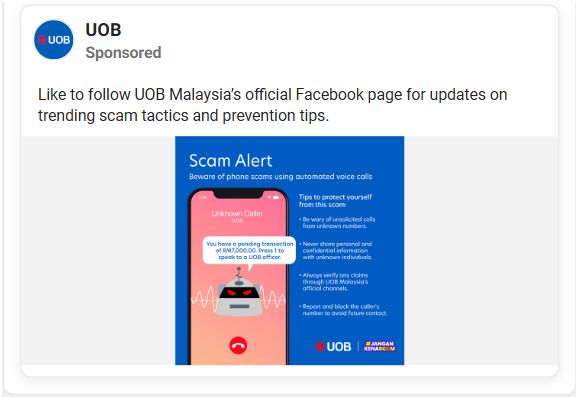 UOB
UOB
Sponsored
Like to follow UOB Malaysia’s official Facebook page for updates on
trending scam tactics and prevention tips.
Scam Alert
Beware of phone scams using automated voice calls
Unknown Caller
You have a pending transaction
of RM7,000.00. Press 1 to
speak to a UOB officer.
Tips to protect yourself
from this scam:
• Be wary of unsolicited calls
from unknown numbers.
• Never share personal and
confidential information
with unknown individuals.
• Always verify any claims
through UOB Malaysia's
official channels.
• Report and block the caller's
number to avoid future contact.
UOB
#JANGAN
KENASCAM